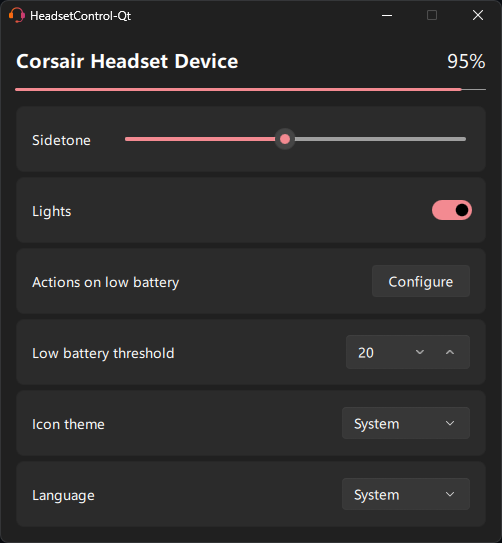 HeadsetControl-Qt
Corsair Headset Device 95%
Sidetone
Lights
Actions on low battery Configure
Low battery threshold 20
Icon theme System
Language System